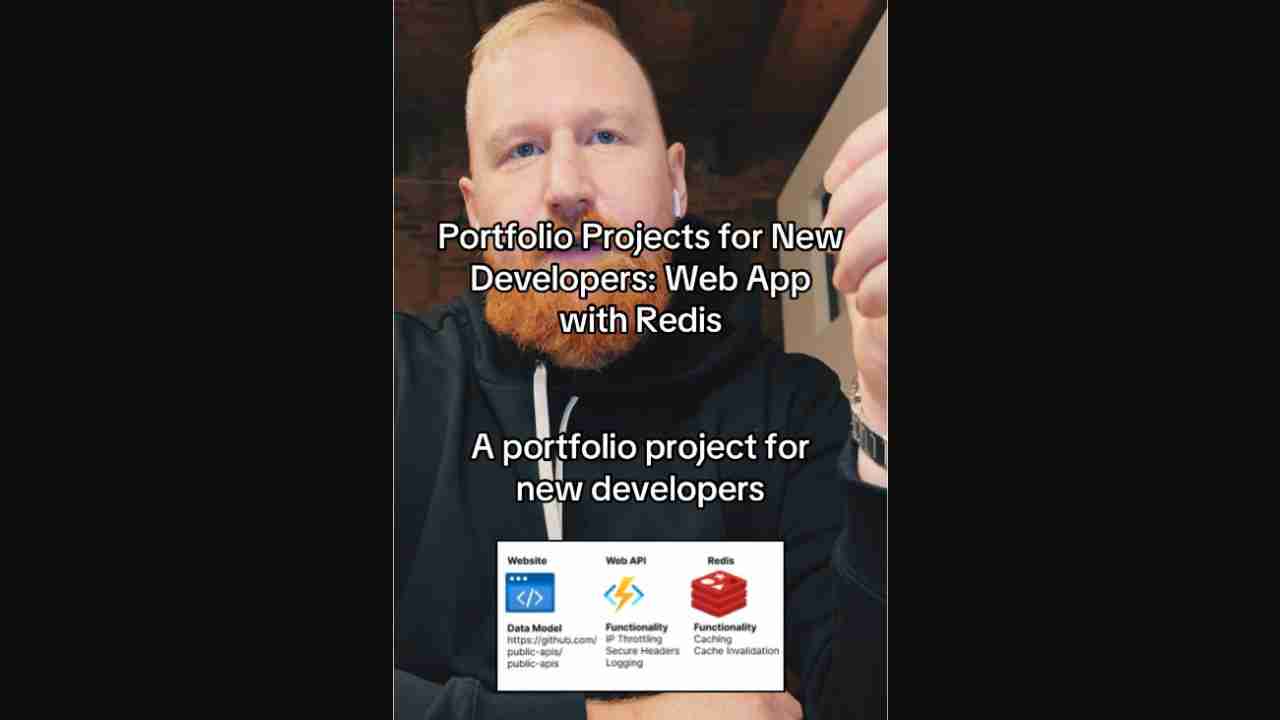 Portfolio Projects for New
Developers: Web App
with Redis
A portfolio project for
new developers
Website
Web API
Redis
Data Model
https://github.com/
public-apis/
public-apis
Functionality
IP Throttling
Secure Headers
Logging
Functionality
Caching
Cache Invalidation